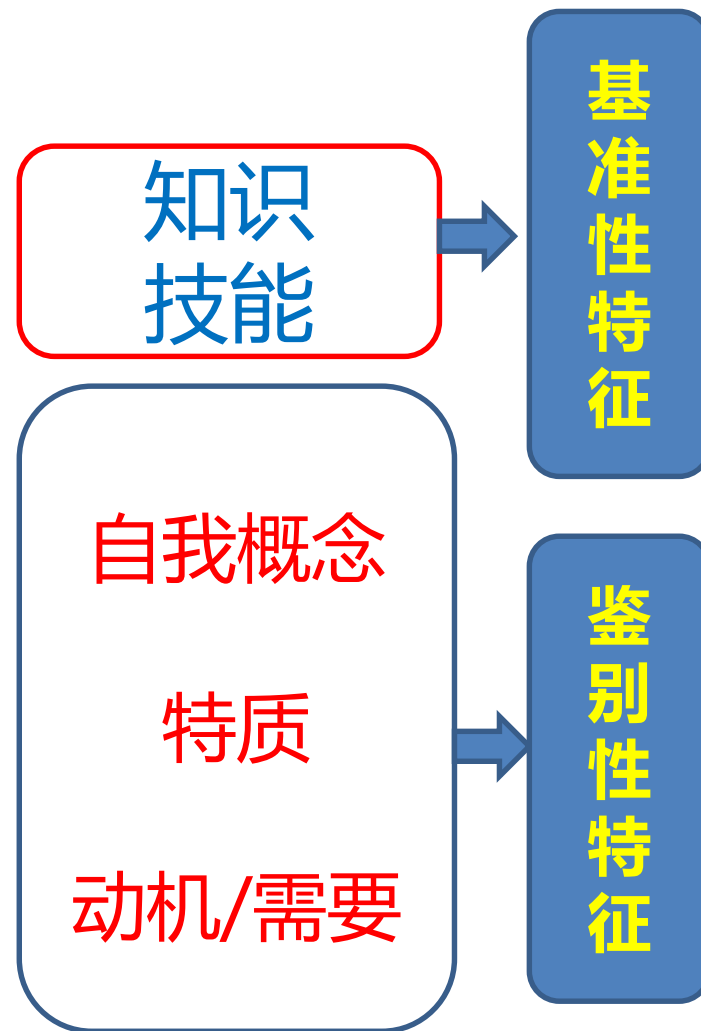 知识
技能
基准性特征
自我概念
特质
动机/需要
鉴别性特征